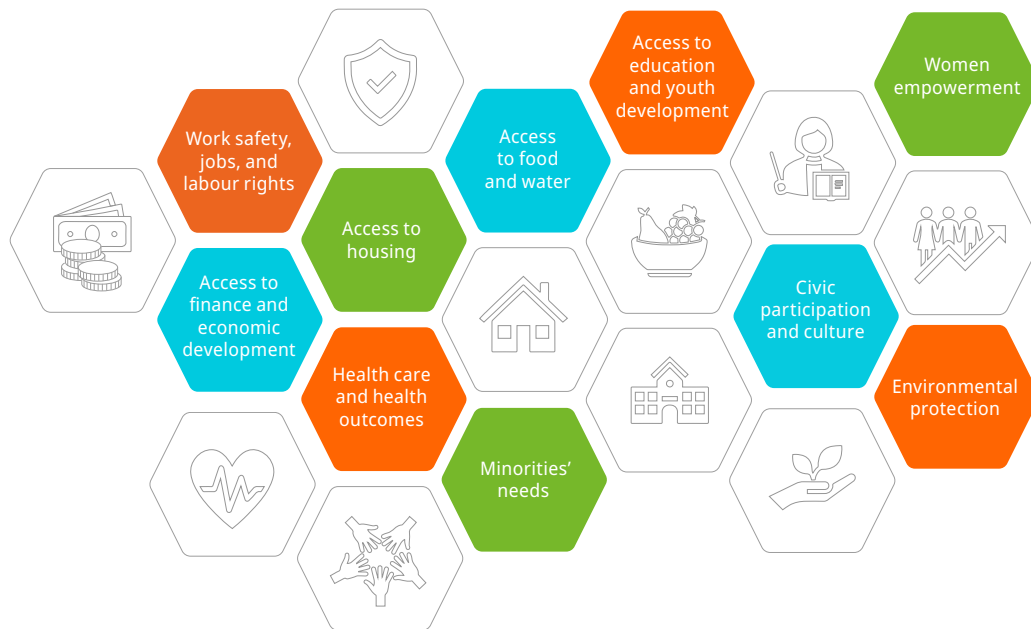 Access to
education
and youth
development
Women
empowerment
Work safety,
jobs, and
labour rights
Access
to food
and water
Access to
housing
Access to
finance and
economic
development
Civic
participation
and culture
Health care
and health
outcomes
Environmental
protection
Minorities’
needs